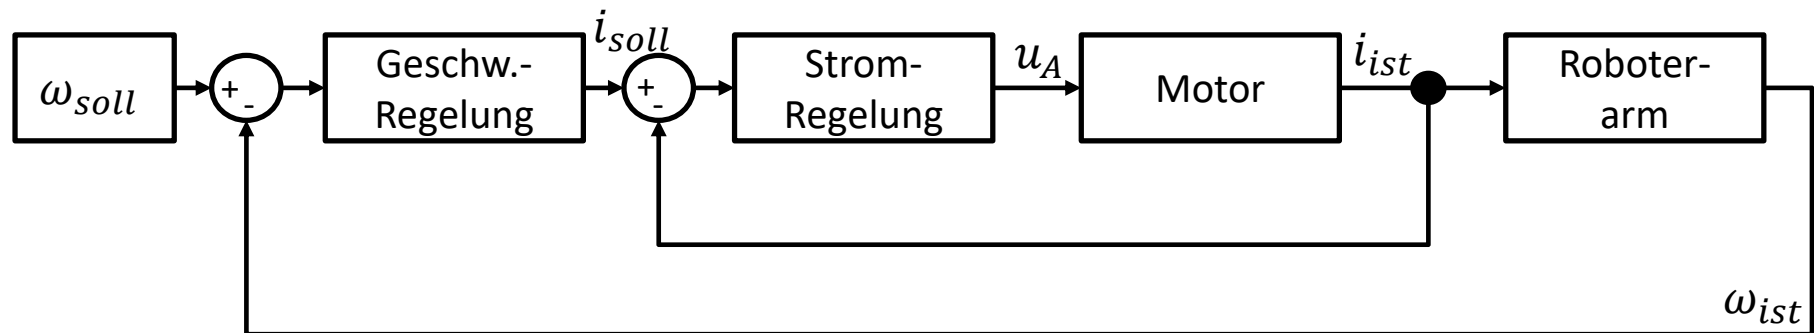 ω_soll
+
-
Geschw.-
Regelung
i_soll
+
-
Strom-
Regelung
u_A
Motor
i_ist
Roboter-
arm
ω_ist